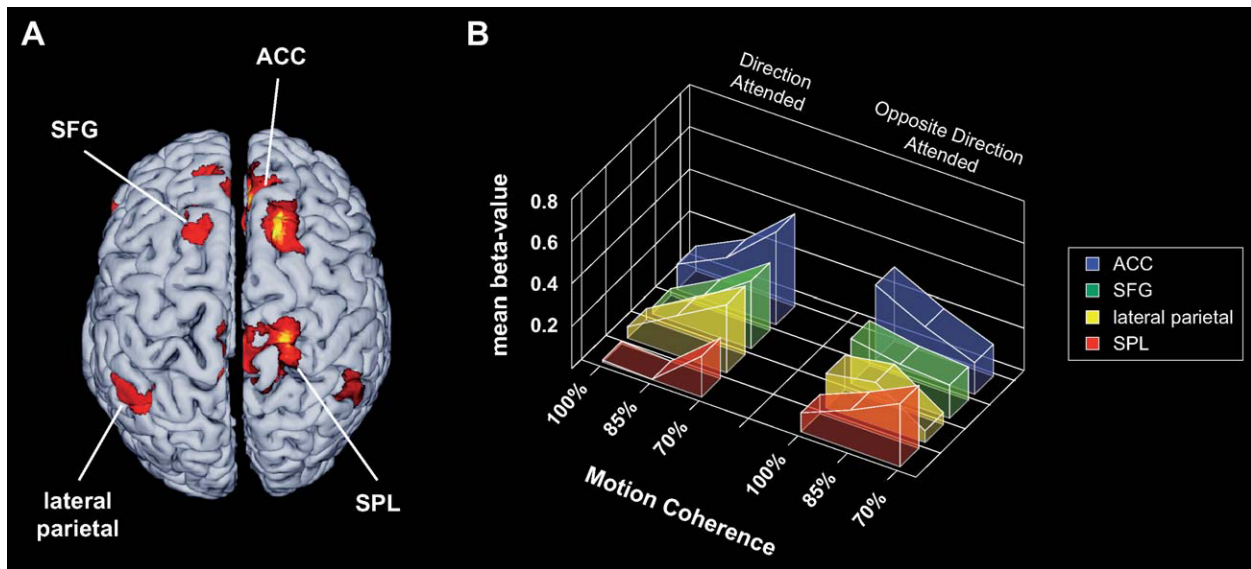 A
ACC
SFG
lateral
parietal
SPL
B
Direction
Attended
Opposite Direction
Attended
mean beta-value
0.8
0.6
0.4
0.2
100%
85%
70%
100%
85%
70%
Motion Coherence
ACC
SFG
lateral parietal
SPL